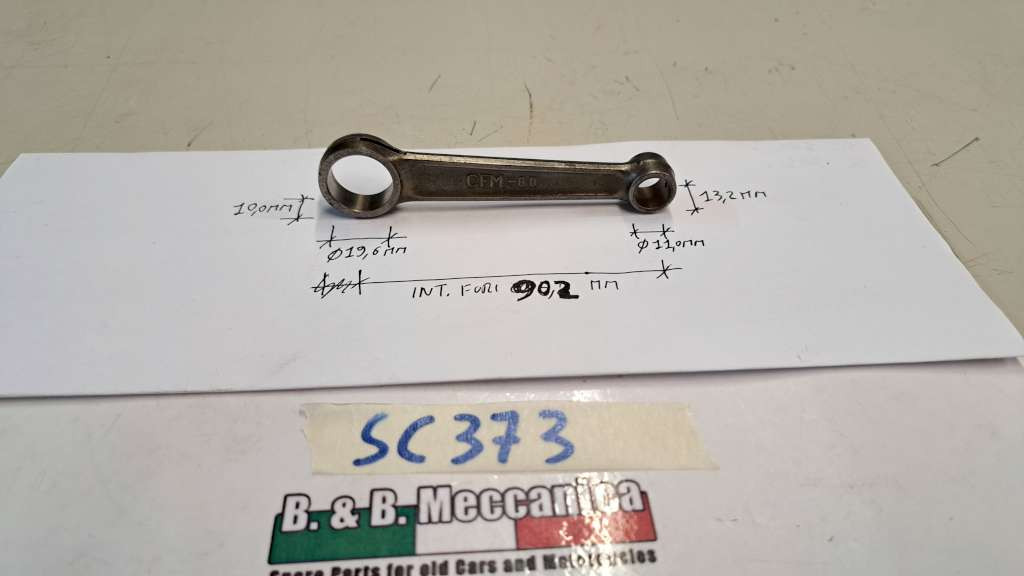 CFM-80
10,0MM
13,2MM
Ø19,6MM
Ø11,0MM
INT. FORI 90,2 MM
SC373
B. & B. Meccanica
Spare Parts for old Cars and Motorcycles